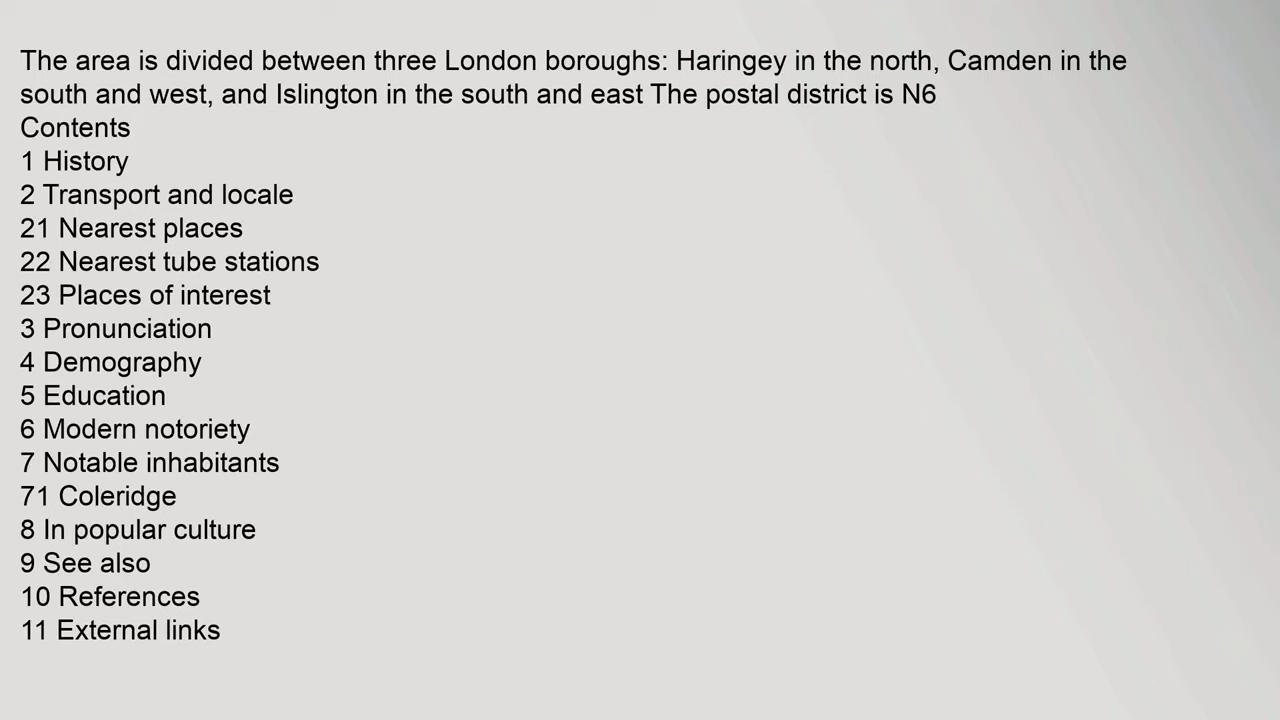 The area is divided between three London boroughs: Haringey in the north, Camden in the
south and west, and Islington in the south and east The postal district is N6
Contents
1 History
2 Transport and locale
21 Nearest places
22 Nearest tube stations
23 Places of interest
3 Pronunciation
4 Demography
5 Education
6 Modern notoriety
7 Notable inhabitants
71 Coleridge
8 In popular culture
9 See also
10 References
11 External links